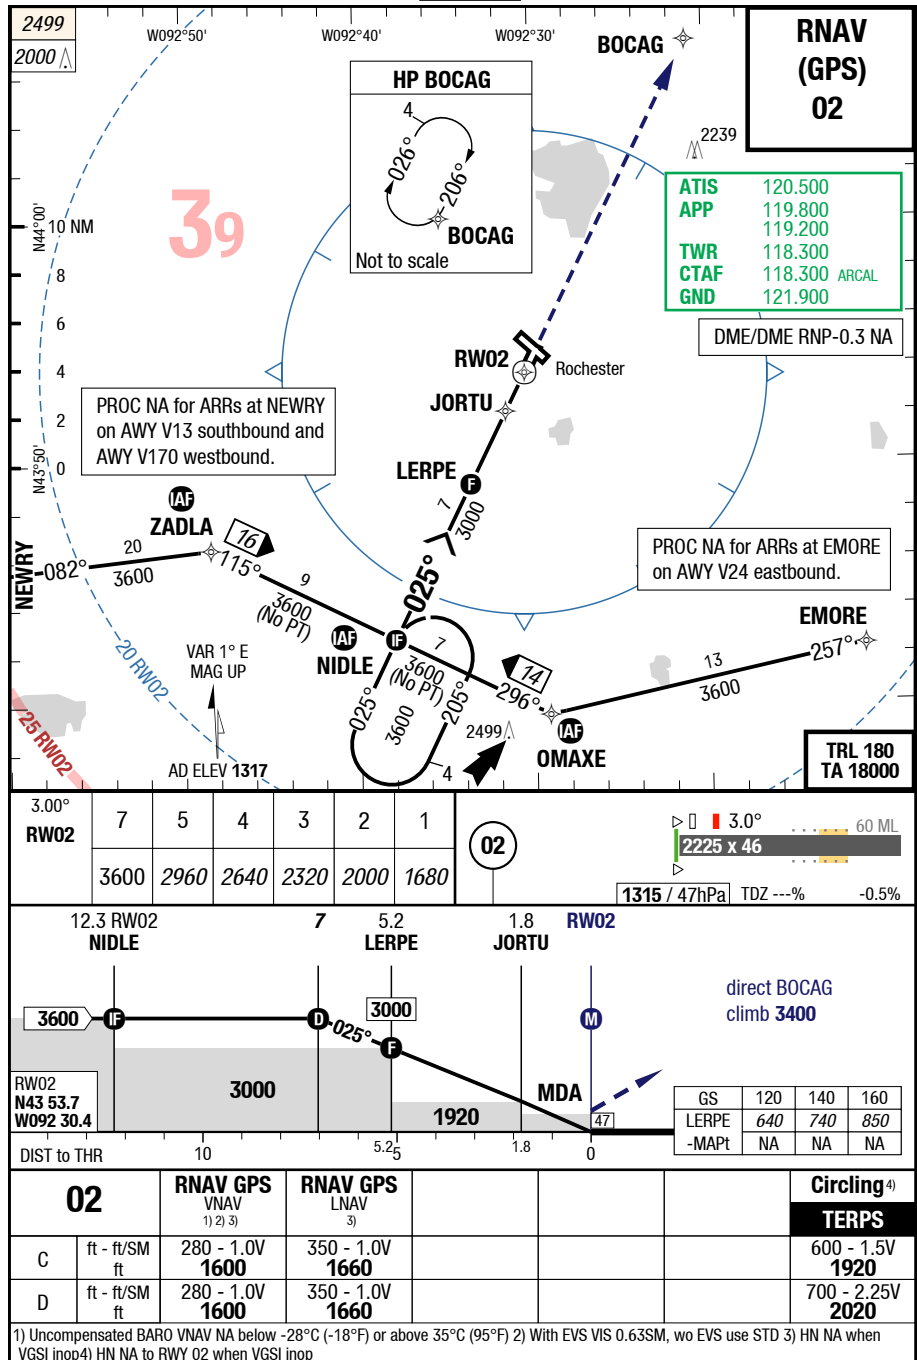 2499
2000
W092°50'
W092°40'
W092°30'
BOCAG
RNAV
(GPS)
02
HP BOCAG
4
026°
206°
BOCAG
Not to scale
2239
ATIS 120.500
APP 119.800
119.200
TWR 118.300
CTAF 118.300 ARCAL
GND 121.900
DME/DME RNP-0.3 NA
39
N44°00'
10 NM
8
6
4
2
0
N43°50'
RW02
Rochester
JORTU
LERPE
F
7
3000
PROC NA for ARRs at NEWRY
on AWY V13 southbound and
AWY V170 westbound.
IAF
ZADLA
16
NEWRY
082°
20
3600
115°
9
3600
(No PT)
025°
PROC NA for ARRs at EMORE
on AWY V24 eastbound.
EMORE
257°
13
3600
IAF
NIDLE
IF
7
3600
(No PT)
14
296°
025°
3600
205°
4
2499
IAF
OMAXE
VAR 1° E
MAG UP
20 RW02
25 RW02
AD ELEV 1317
TRL 180
TA 18000
3.00°
RW02
7 5 4 3 2 1
3600 2960 2640 2320 2000 1680
02
3.0°
60 ML
2225 x 46
1315 / 47hPa TDZ ---% -0.5%
12.3 RW02 7 5.2 1.8 RW02
NIDLE LERPE JORTU
3600
IF
D
025°
3000
F
M
direct BOCAG
climb 3400
RW02
N43 53.7
W092 30.4
3000
1920
MDA
47
GS 120 140 160
LERPE 640 740 850
-MAPt NA NA NA
DIST to THR 10 5.2 5 1.8 0
02
RNAV GPS
VNAV
1) 2) 3)
RNAV GPS
LNAV
3)
Circling 4)
TERPS
C ft - ft/SM 280 - 1.0V 350 - 1.0V 600 - 1.5V
ft 1600 1660 1920
D ft - ft/SM 280 - 1.0V 350 - 1.0V 700 - 2.25V
ft 1600 1660 2020
1) Uncompensated BARO VNAV NA below -28°C (-18°F) or above 35°C (95°F) 2) With EVS VIS 0.63SM, wo EVS use STD 3) HN NA when
VGSI inop4) HN NA to RWY 02 when VGSI inop